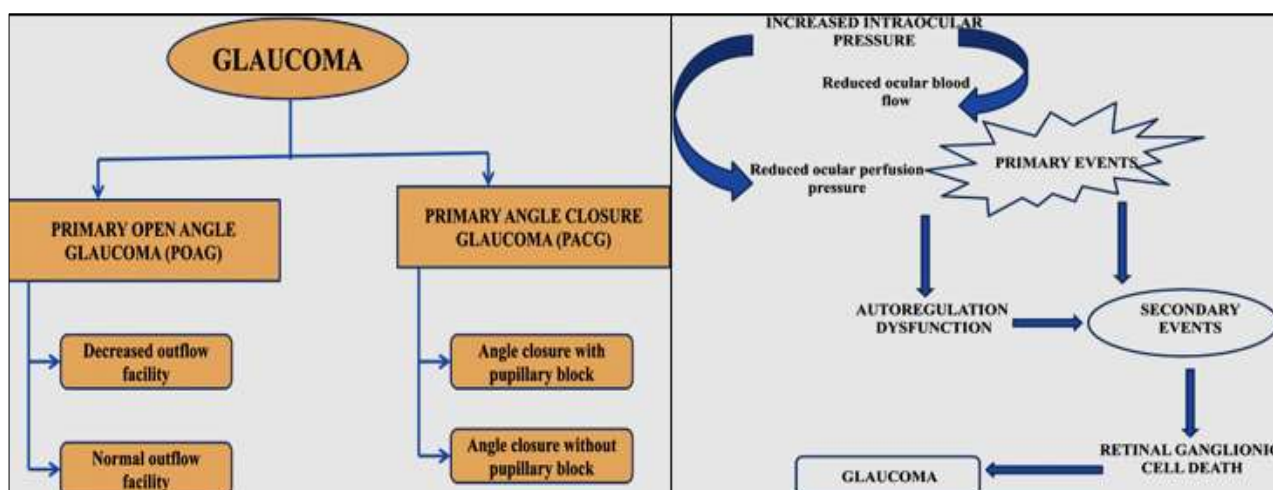 GLAUCOMA
PRIMARY OPEN ANGLE
GLAUCOMA (POAG)
Decreased outflow
facility
Normal outflow
facility
PRIMARY ANGLE CLOSURE
GLAUCOMA (PACG)
Angle closure with
pupillary block
Angle closure without
pupillary block
INCREASED INTRAOCULAR
PRESSURE
Reduced ocular blood
flow
Reduced ocular perfusion
pressure
PRIMARY EVENTS
AUTOREGULATION
DYSFUNCTION
SECONDARY
EVENTS
RETINAL GANGLIONIC
CELL DEATH
GLAUCOMA